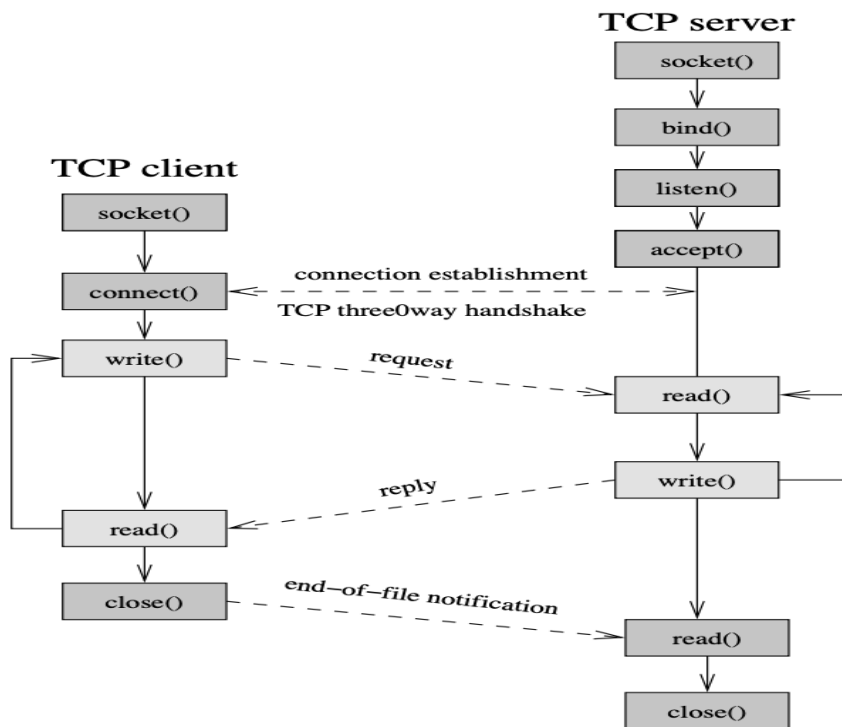 TCP server
socket()
bind()
listen()
accept()
TCP client
socket()
connect()
connection establishment
TCP three0way handshake
write()
request
read()
write()
reply
read()
close()
end-of-file notification
read()
close()